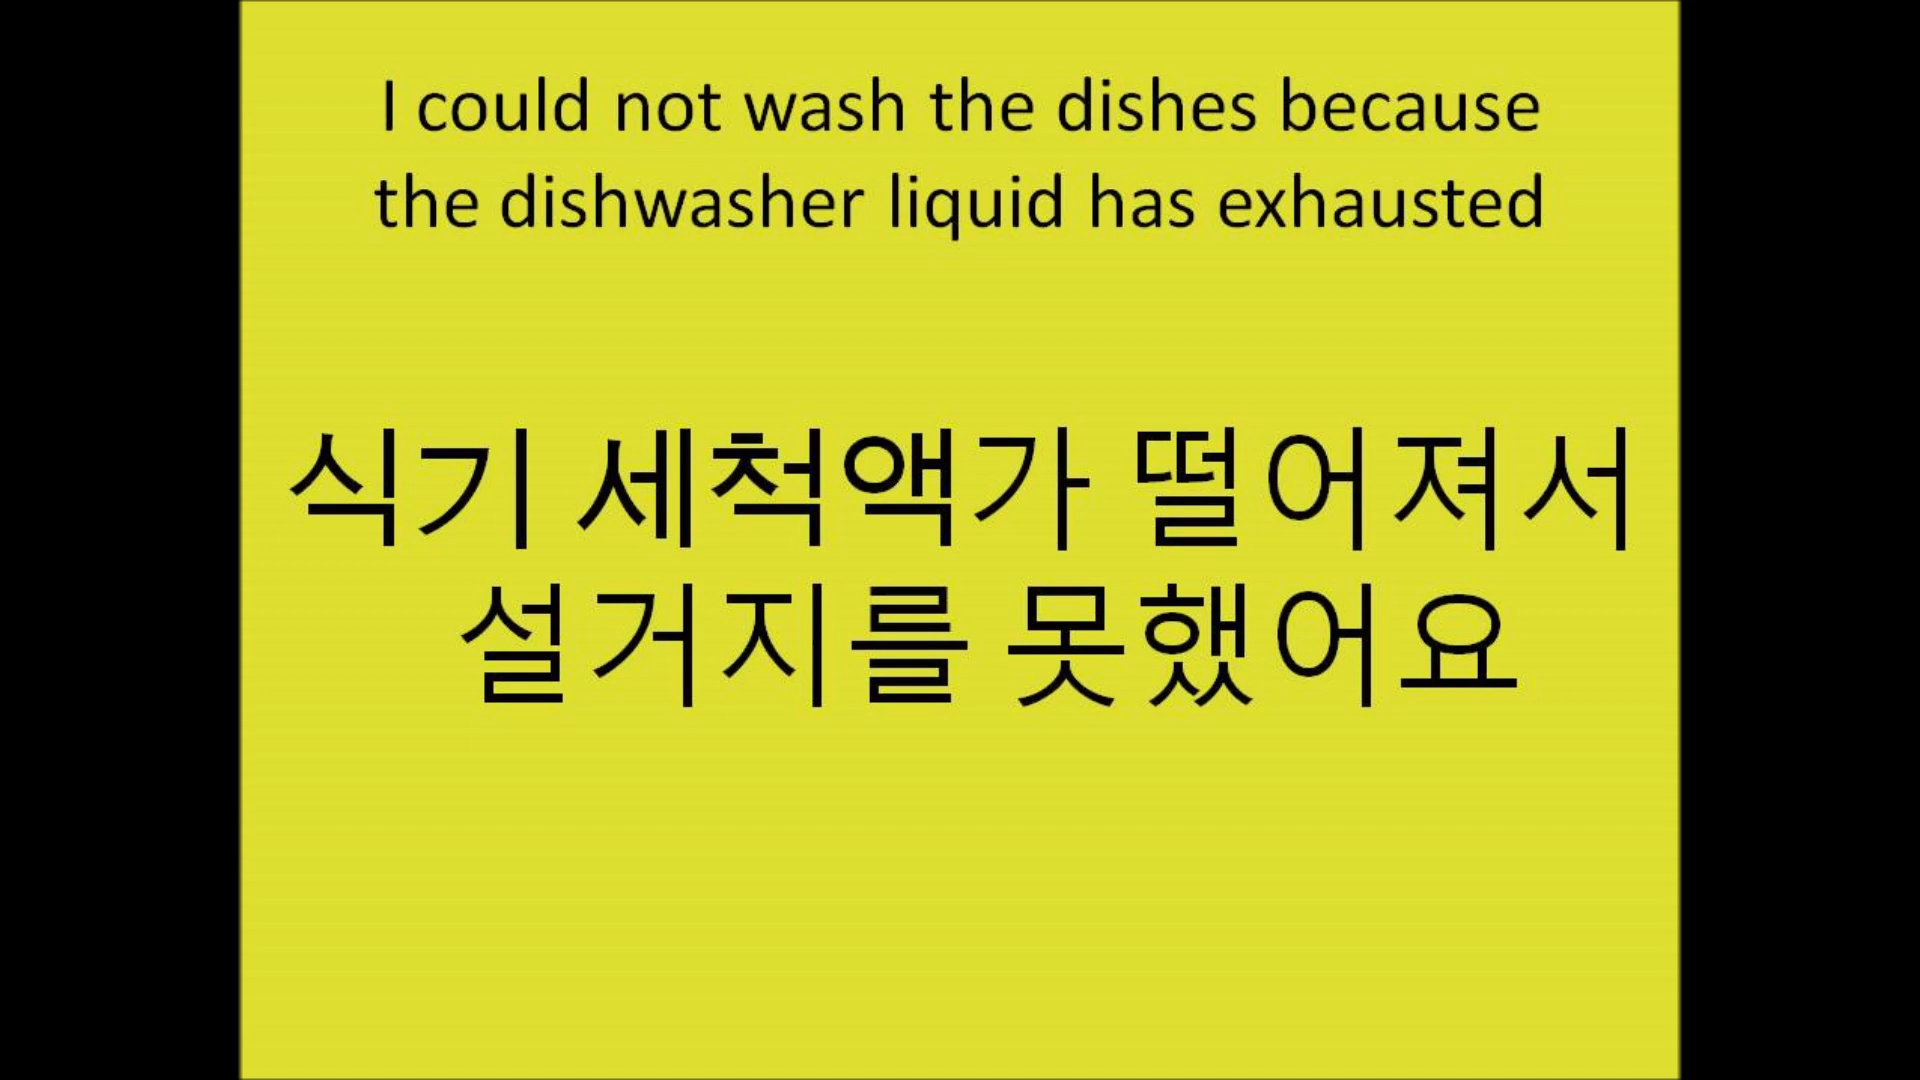 I could not wash the dishes because
the dishwasher liquid has exhausted
식기 세척액가 떨어져서
설거지를 못했어요